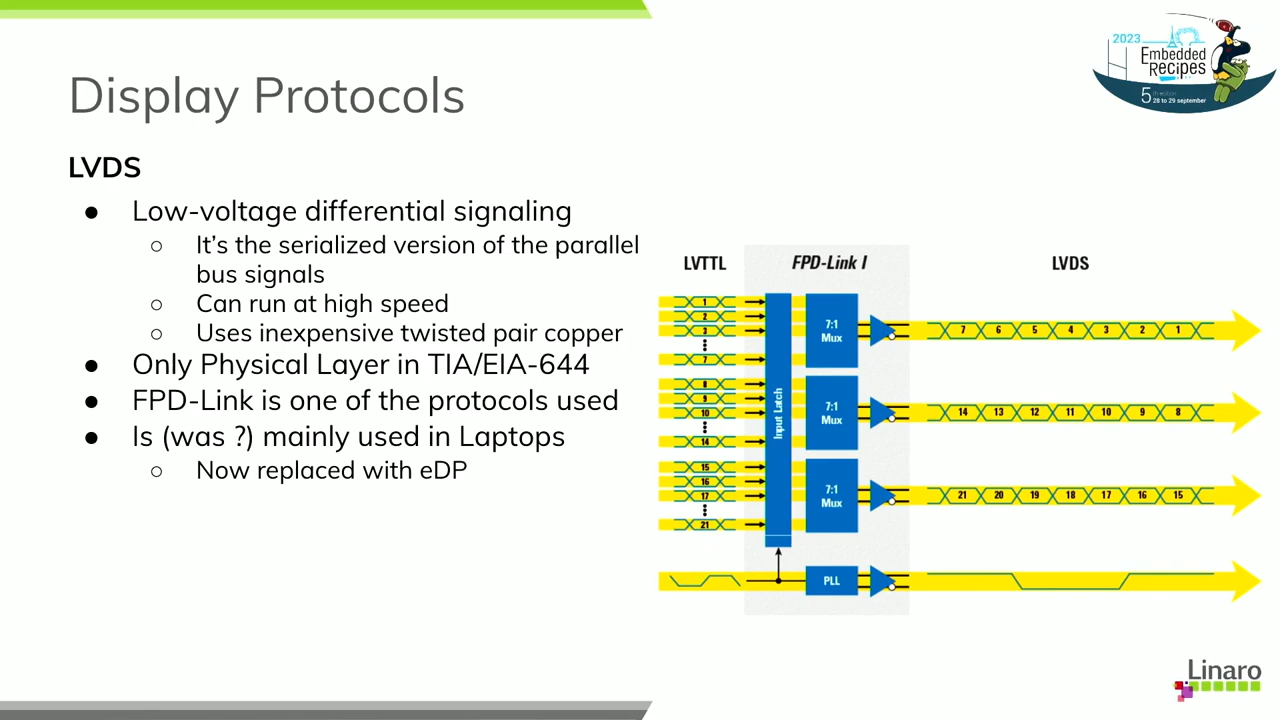 2023
Embedded
Recipes
5 th edition
28 to 29 september
Display Protocols
LVDS
● Low-voltage differential signaling
○ It’s the serialized version of the parallel
bus signals
○ Can run at high speed
○ Uses inexpensive twisted pair copper
● Only Physical Layer in TIA/EIA-644
● FPD-Link is one of the protocols used
● Is (was ?) mainly used in Laptops
○ Now replaced with eDP
LVTTL
FPD-Link I
LVDS
1
2
3
7
8
9
10
14
15
16
17
21
Input Latch
7:1
Mux
7:1
Mux
7:1
Mux
PLL
7 6 5 4 3 2 1
14 13 12 11 10 9 8
21 20 19 18 17 16 15
Linaro